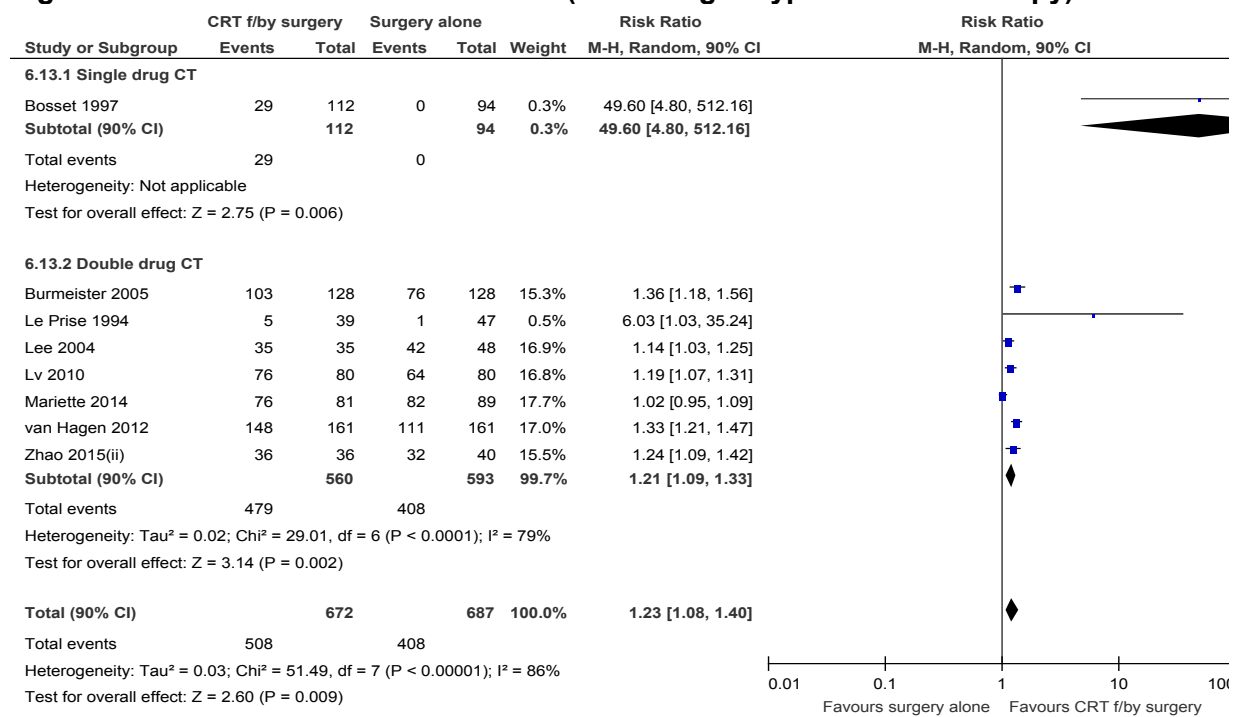 CRT f/by surgery Surgery alone Risk Ratio Risk Ratio
Study or Subgroup Events Total Events Total Weight M-H, Random, 90% CI M-H, Random, 90% CI
6.13.1 Single drug CT
Bosset 1997 29 112 0 94 0.3% 49.60 [4.80, 512.16]
Subtotal (90% CI) 112 94 0.3% 49.60 [4.80, 512.16]
Total events 29 0
Heterogeneity: Not applicable
Test for overall effect: Z = 2.75 (P = 0.006)
6.13.2 Double drug CT
Burmeister 2005 103 128 76 128 15.3% 1.36 [1.18, 1.56]
Le Prise 1994 5 39 1 47 0.5% 6.03 [1.03, 35.24]
Lee 2004 35 35 42 48 16.9% 1.14 [1.03, 1.25]
Lv 2010 76 80 64 80 16.8% 1.19 [1.07, 1.31]
Mariette 2014 76 81 82 89 17.7% 1.02 [0.95, 1.09]
van Hagen 2012 148 161 111 161 17.0% 1.33 [1.21, 1.47]
Zhao 2015(ii) 36 36 32 40 15.5% 1.24 [1.09, 1.42]
Subtotal (90% CI) 560 593 99.7% 1.21 [1.09, 1.33]
Total events 479 408
Heterogeneity: Tau² = 0.02; Chi² = 29.01, df = 6 (P < 0.0001); I² = 79%
Test for overall effect: Z = 3.14 (P = 0.002)
Total (90% CI) 672 687 100.0% 1.23 [1.08, 1.40]
Total events 508 408
Heterogeneity: Tau² = 0.03; Chi² = 51.49, df = 7 (P < 0.00001); I² = 86%
Test for overall effect: Z = 2.60 (P = 0.009)
0.01 0.1 1 10
Favours surgery alone Favours CRT f/by surgery